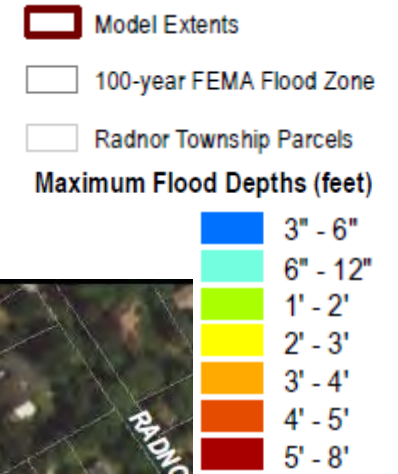 Model Extents
100-year FEMA Flood Zone
Radnor Township Parcels
Maximum Flood Depths (feet)
3" - 6"
6" - 12"
1' - 2'
2' - 3'
3' - 4'
4' - 5'
5' - 8'